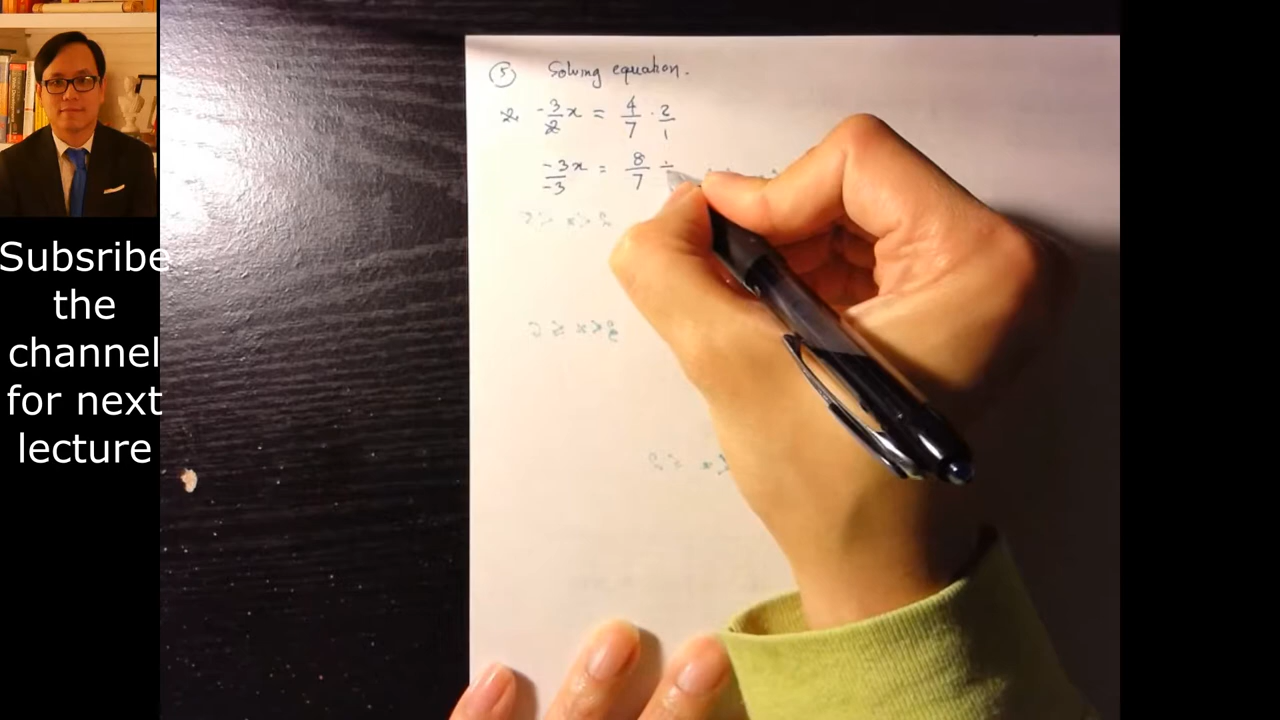 Subsribe
the
channel
for next
lecture
⑤ Solving equation.
2. -3/2 x = 4/7 · 2/1
-3x/-3 = 8/7 ÷